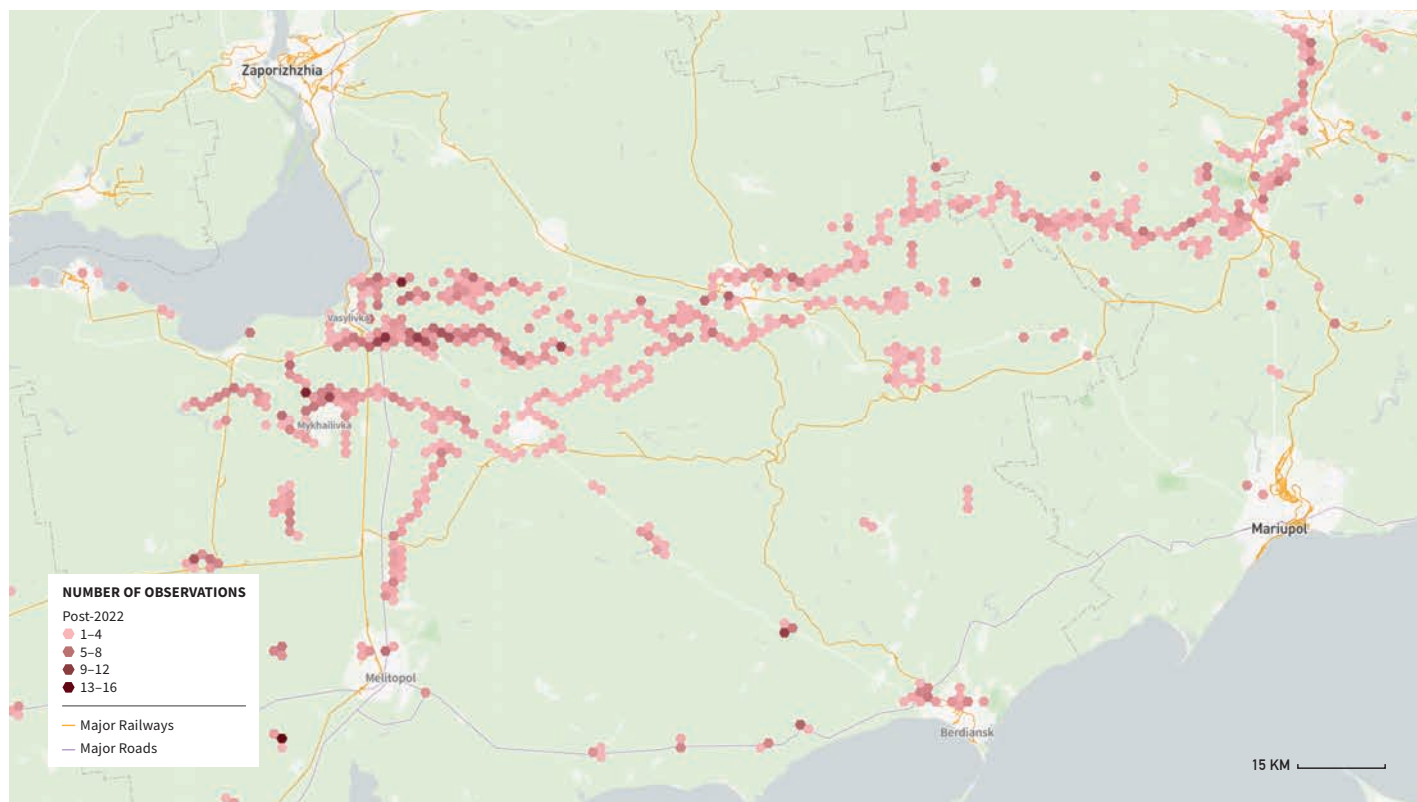 Zaporizhzhia
Vasylivka
Mykhailivka
Mariupol
NUMBER OF OBSERVATIONS
Post-2022
1–4
5–8
9–12
13–16
Major Railways
Major Roads
Melitopol
Berdiansk
15 KM